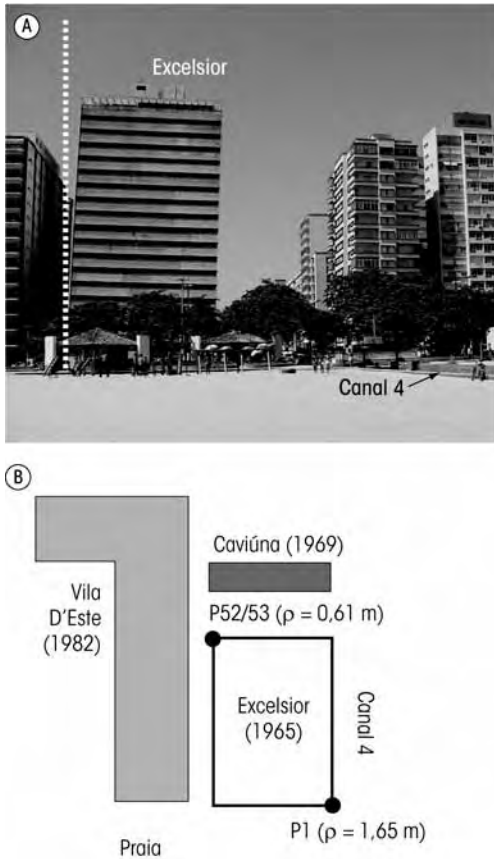 A
Excelsior
Canal 4
B
Caviúna (1969)
Vila
D'Este
(1982)
P52/53 (ρ = 0,61 m)
Excelsior
(1965)
Canal 4
P1 (ρ = 1,65 m)
Praia